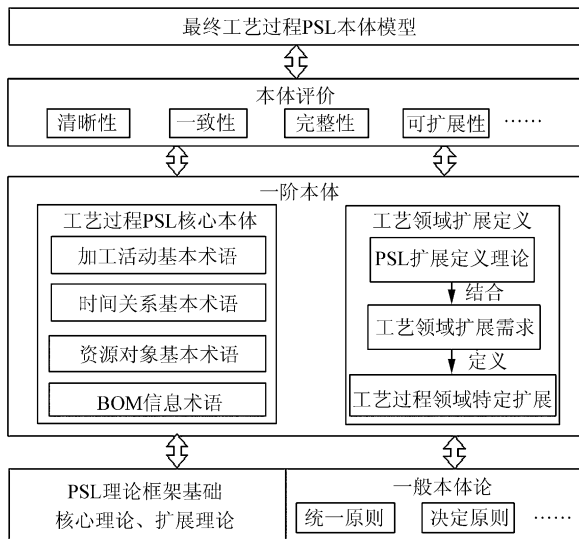 最终工艺过程PSL本体模型
本体评价
清晰性 一致性 完整性 可扩展性 ……
一阶本体
工艺过程PSL核心本体
加工活动基本术语
时间关系基本术语
资源对象基本术语
BOM信息术语
工艺领域扩展定义
PSL扩展定义理论
结合
工艺领域扩展需求
定义
工艺过程领域特定扩展
PSL理论框架基础
核心理论、扩展理论
一般本体论
统一原则 决定原则 ……